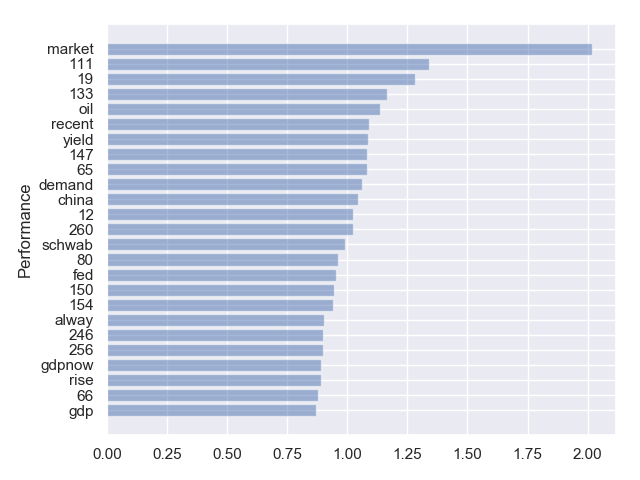 Performance
market
111
19
133
oil
recent
yield
147
65
demand
china
12
260
schwab
80
fed
150
154
alway
246
256
gdpnow
rise
66
gdp
0.00 0.25 0.50 0.75 1.00 1.25 1.50 1.75 2.00